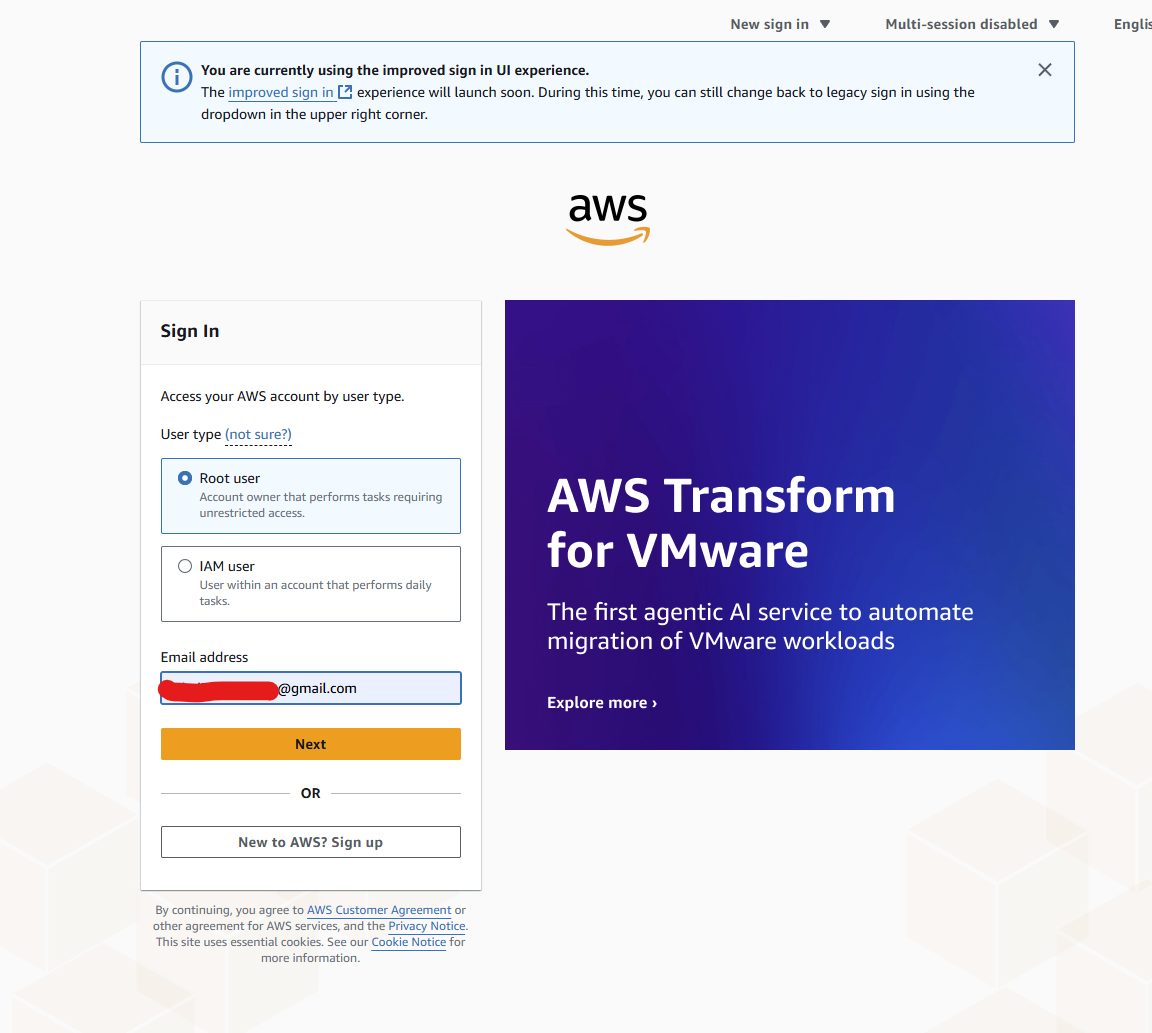 New sign in
Multi-session disabled
Englis
You are currently using the improved sign in UI experience.
The improved sign in experience will launch soon. During this time, you can still change back to legacy sign in using the
dropdown in the upper right corner.
aws
Sign In
Access your AWS account by user type.
User type (not sure?)
Root user
Account owner that performs tasks requiring
unrestricted access.
IAM user
User within an account that performs daily
tasks.
Email address
@gmail.com
Next
OR
New to AWS? Sign up
By continuing, you agree to AWS Customer Agreement or
other agreement for AWS services, and the Privacy Notice.
This site uses essential cookies. See our Cookie Notice for
more information.
AWS Transform
for VMware
The first agentic AI service to automate
migration of VMware workloads
Explore more ›